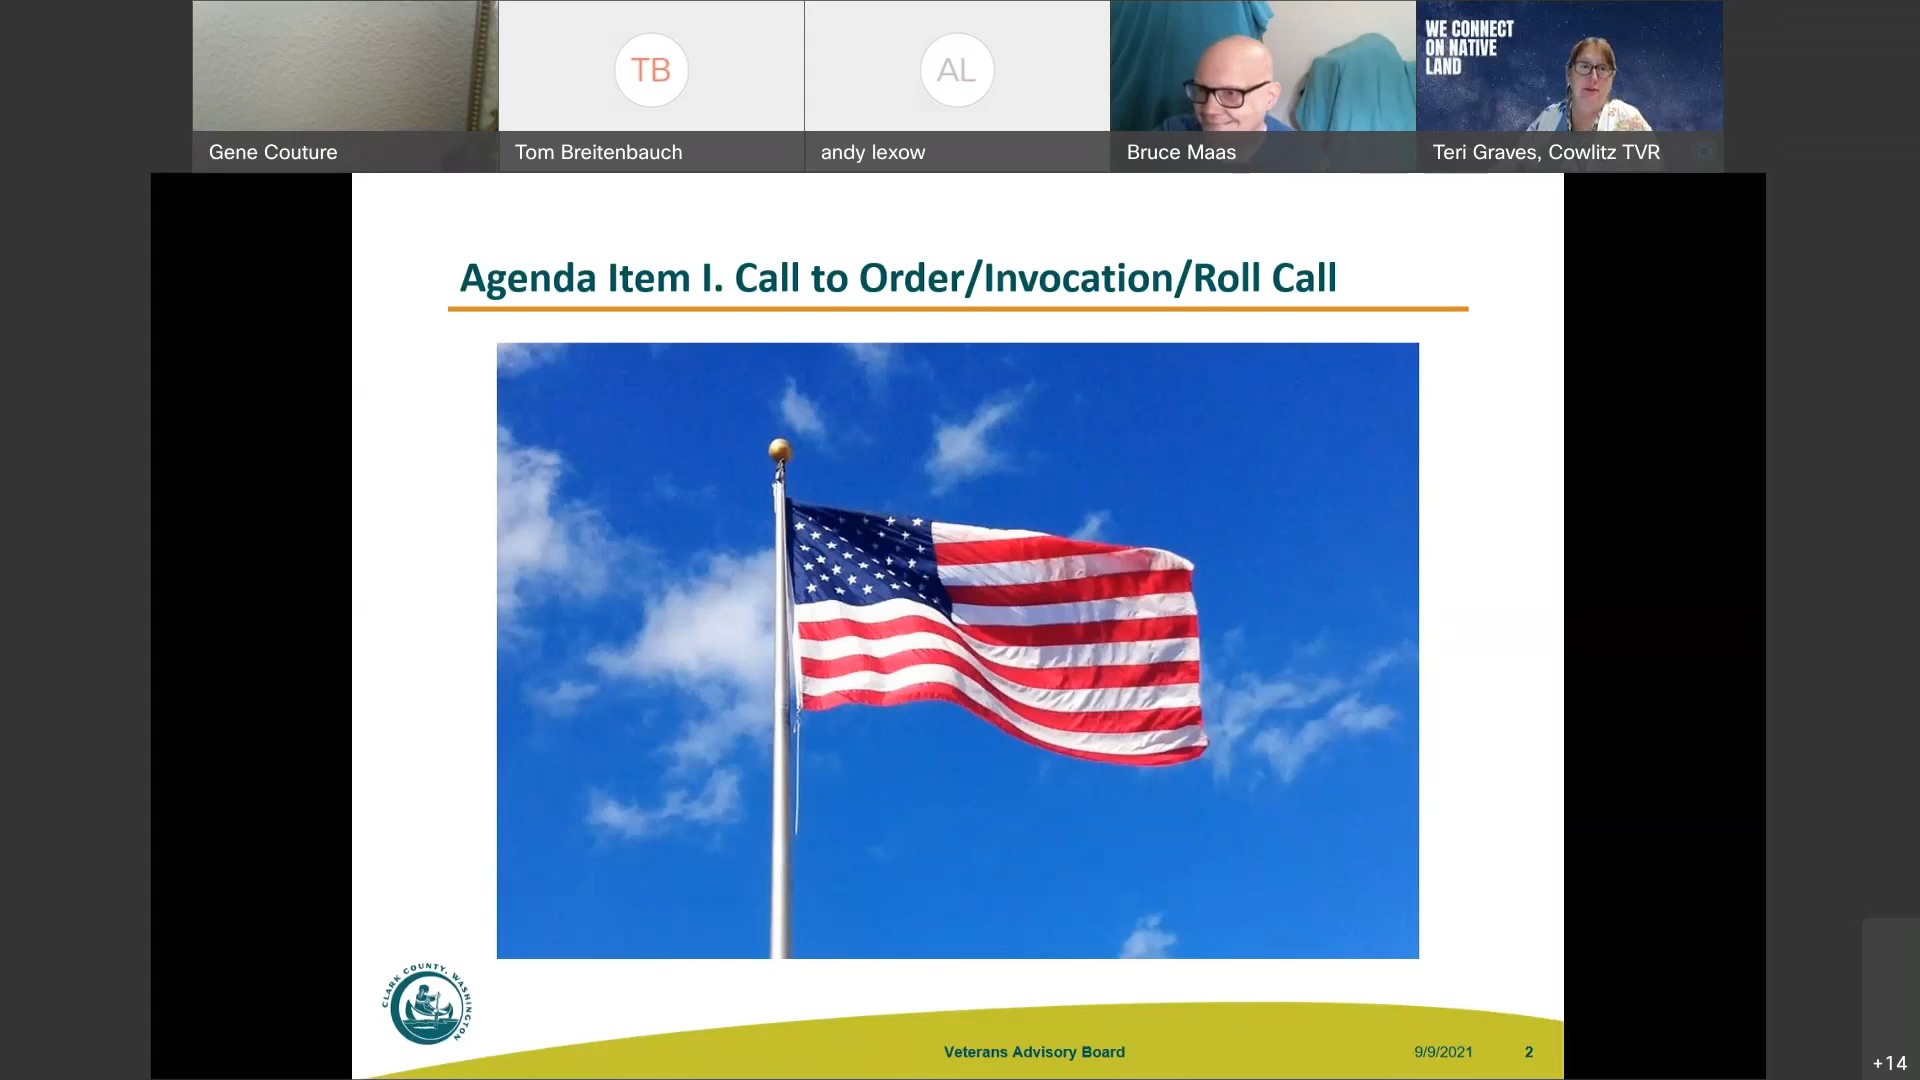 WE CONNECT
ON NATIVE
LAND
TB
AL
Gene Couture
Tom Breitenbauch
andy lexow
Bruce Maas
Teri Graves, Cowlitz TVR
Agenda Item I. Call to Order/Invocation/Roll Call
CLARK COUNTY, WASHINGTON
Veterans Advisory Board
9/9/2021
2
+14